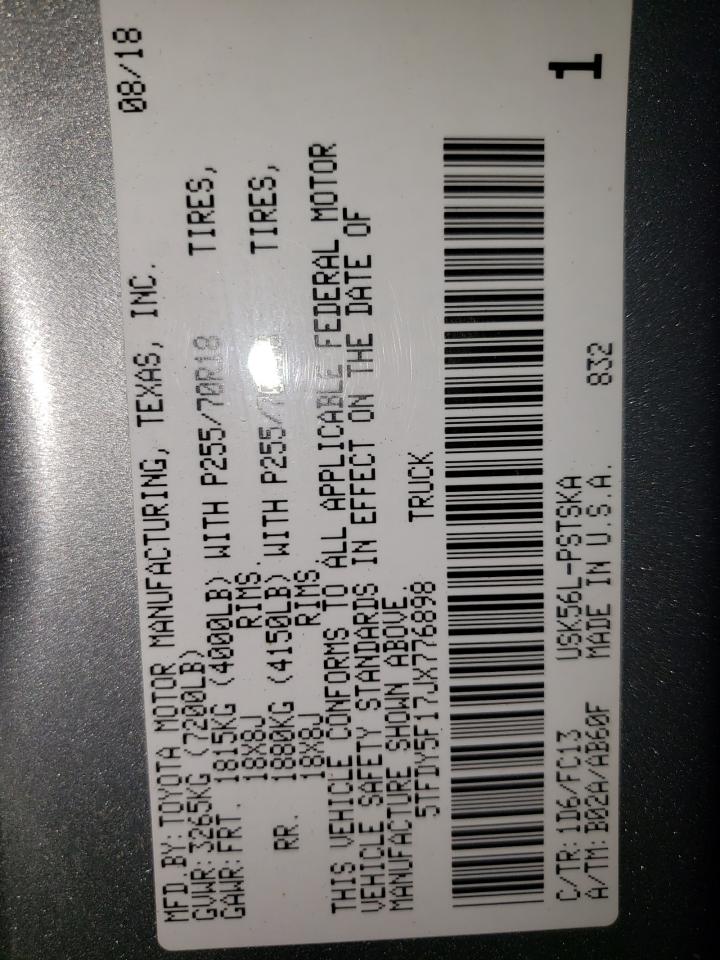 MFD.BY: TOYOTA MOTOR MANUFACTURING, TEXAS, INC. 08/18
GVWR: 3265KG (7200LB)
GAWR: FRT. 1815KG (4000LB) WITH P255/70R18 TIRES,
18X8J RIMS.
RR. 1880KG (4150LB) WITH P255/ TIRES,
18X8J RIMS.
THIS VEHICLE CONFORMS TO ALL APPLICABLE FEDERAL MOTOR
VEHICLE SAFETY STANDARDS IN EFFECT ON THE DATE OF
MANUFACTURE SHOWN ABOVE.
5TFDY5F17JX776898 TRUCK
C/TR: 1D6/FC13 USK56L-PSTSKA 1
A/TM: B02A/AB60F MADE IN U.S.A. 832